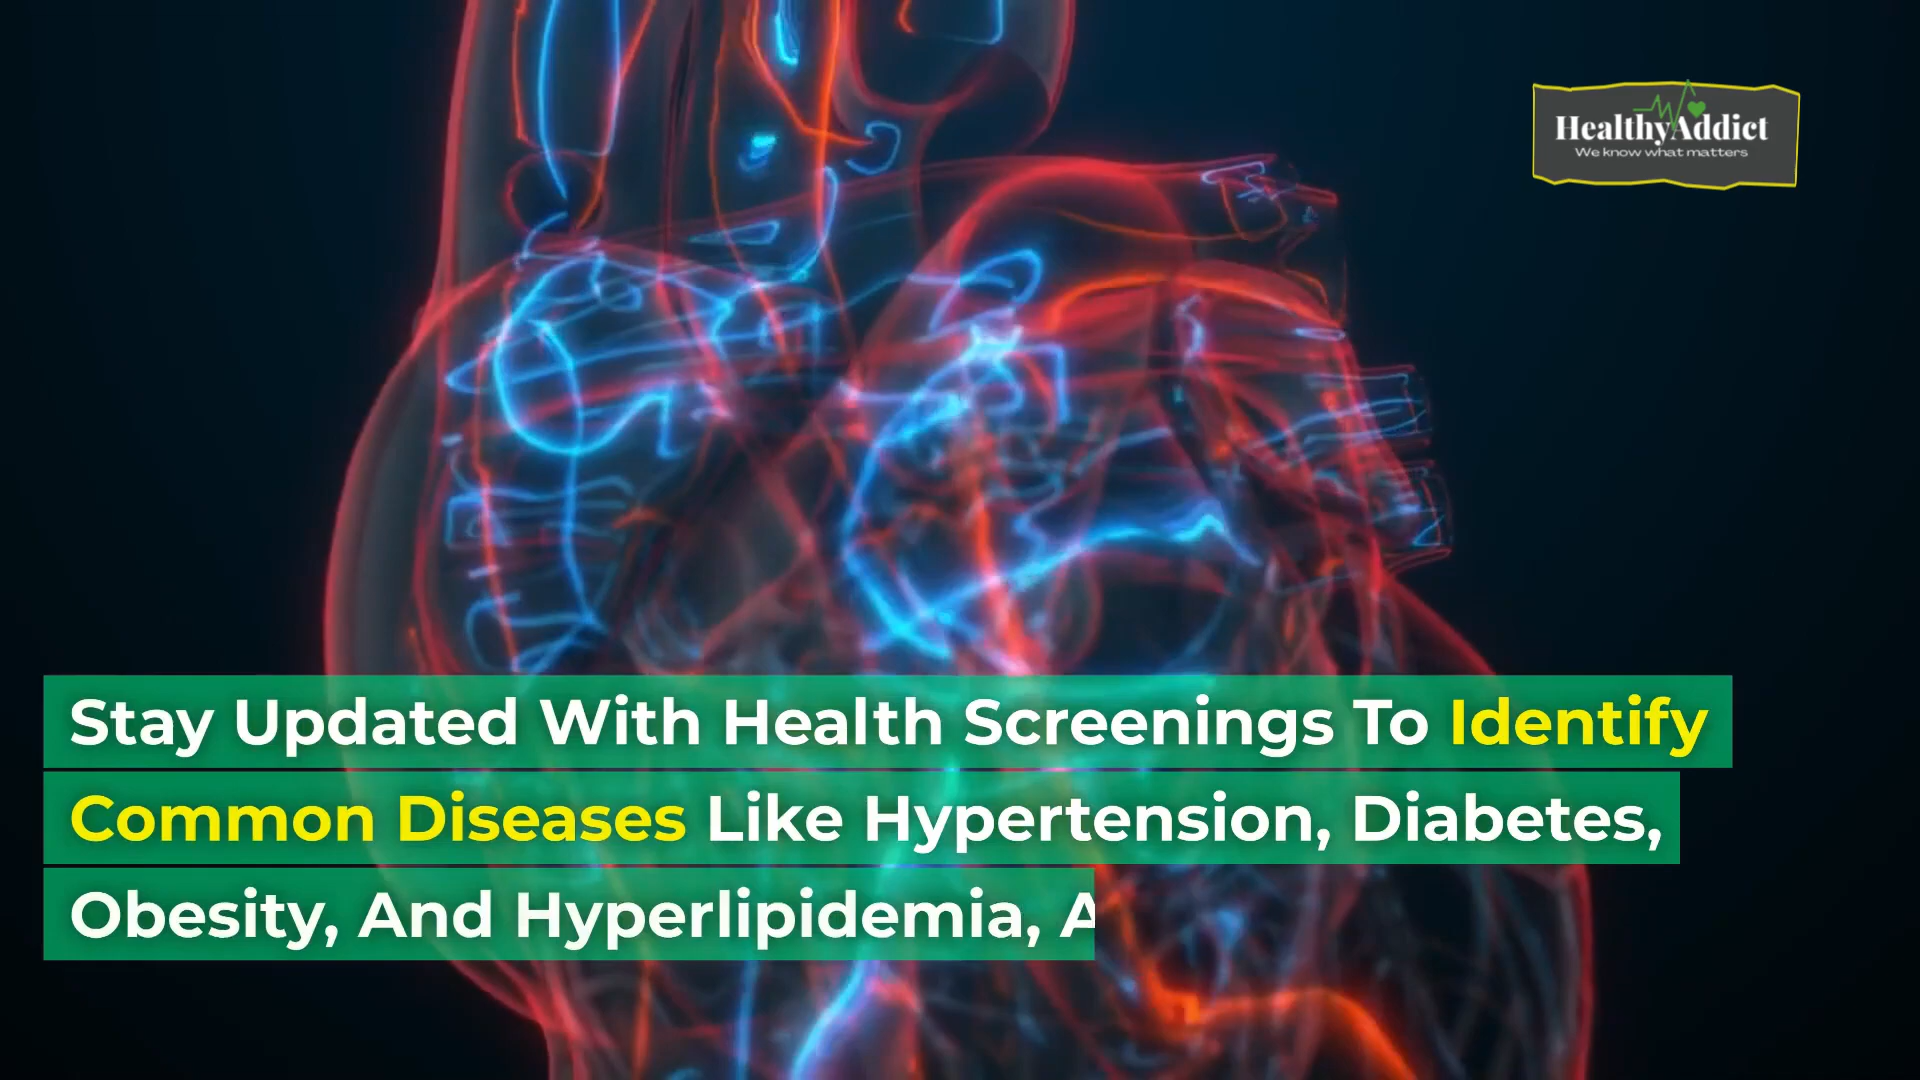 HealthyAddict
We know what matters
Stay Updated With Health Screenings To Identify
Common Diseases Like Hypertension, Diabetes,
Obesity, And Hyperlipidemia, A